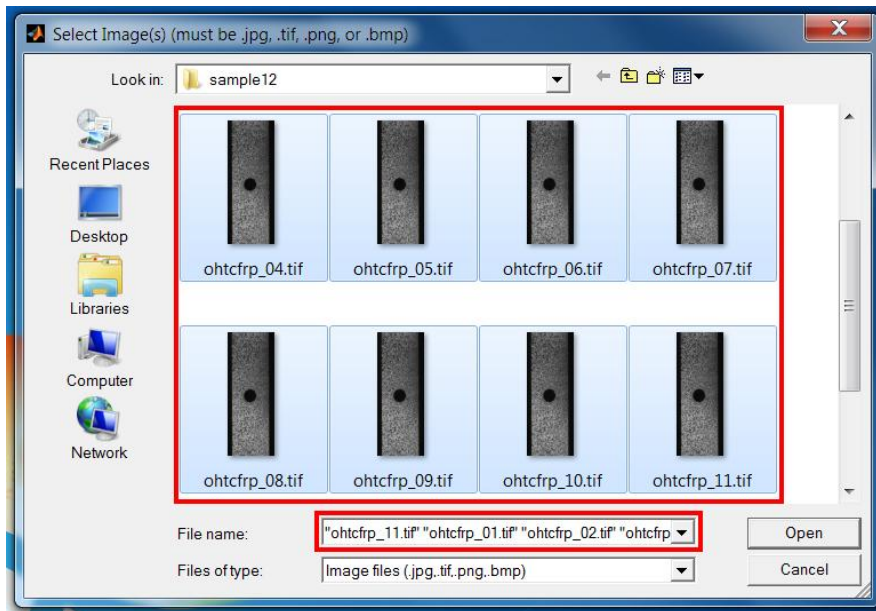 Select Image(s) (must be .jpg, .tif, .png, or .bmp)
Look in: sample12
Recent Places
Desktop
Libraries
Computer
Network
ohtcfrp_04.tif ohtcfrp_05.tif ohtcfrp_06.tif ohtcfrp_07.tif
ohtcfrp_08.tif ohtcfrp_09.tif ohtcfrp_10.tif ohtcfrp_11.tif
File name: "ohtcfrp_11.tif" "ohtcfrp_01.tif" "ohtcfrp_02.tif" "ohtcfrp Open
Files of type: Image files (.jpg,.tif,.png,.bmp) Cancel